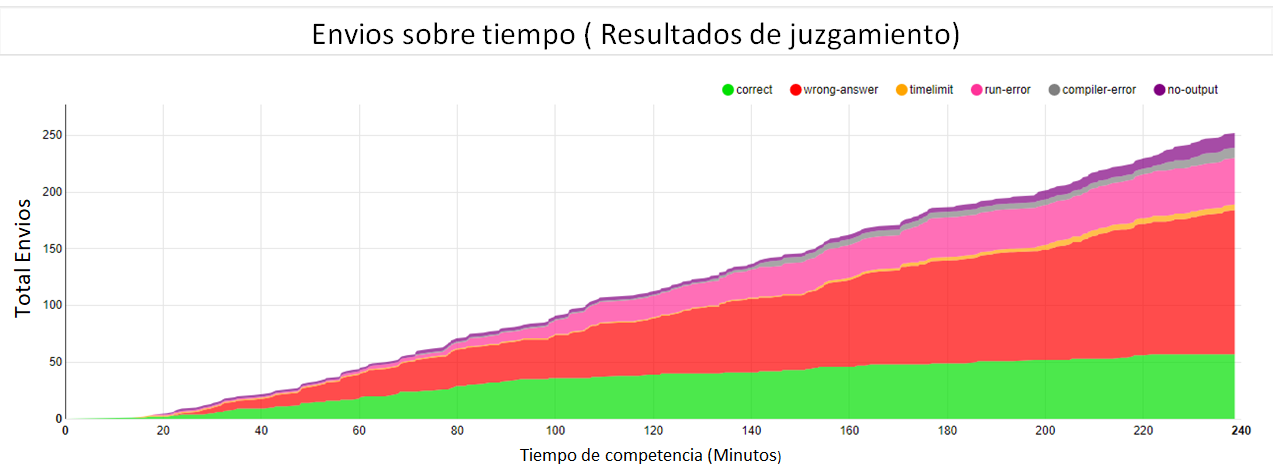 Envios sobre tiempo ( Resultados de juzgamiento)
correct wrong-answer timelimit run-error compiler-error no-output
Total Envios
250
200
150
100
50
0
0 20 40 60 80 100 120 140 160 180 200 220 240
Tiempo de competencia (Minutos)